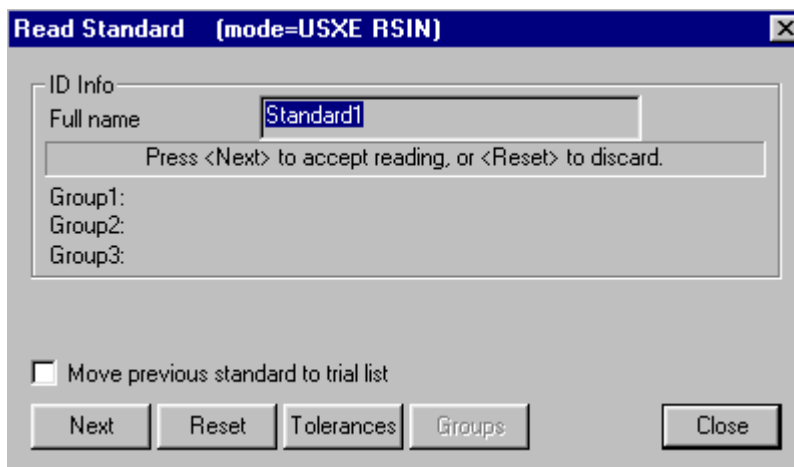 Read Standard (mode=USXE RSIN)
ID Info
Full name Standard1
Press <Next> to accept reading, or <Reset> to discard.
Group1:
Group2:
Group3:
Move previous standard to trial list
Next Reset Tolerances Groups Close